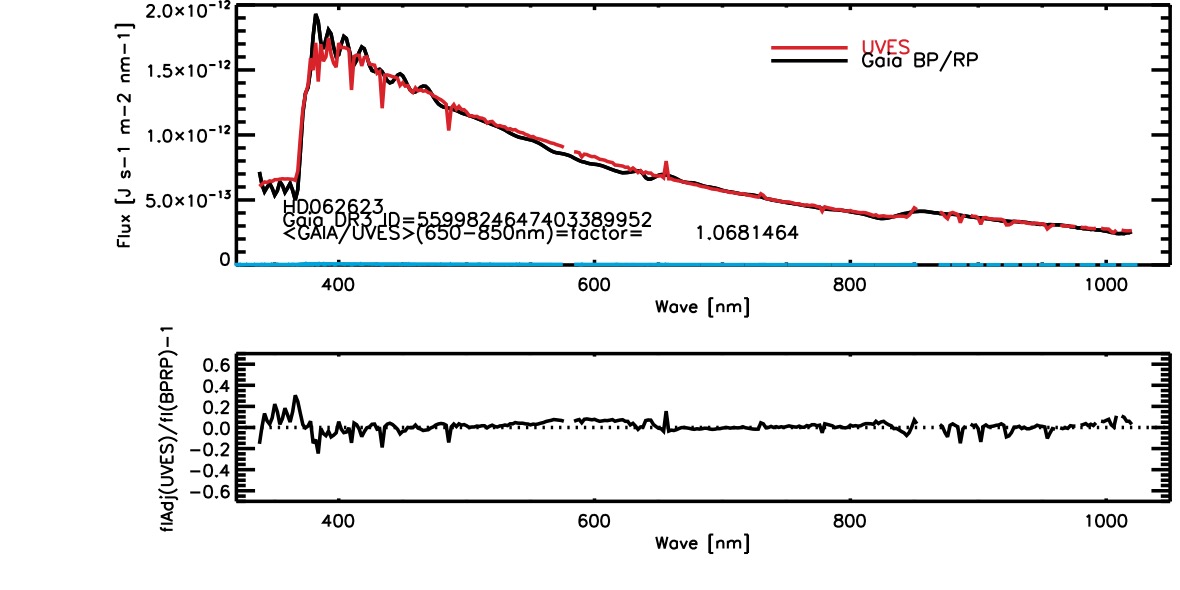 2.0×10−12
1.5×10−12
1.0×10−12
5.0×10−13
0
Flux [J s−1 m−2 nm−1]
UVES
Gaia BP/RP
HD062623
Gaia DR3 ID=5599824647403389952
<GAIA/UVES>(650−850nm)=factor= 1.0681464
400 600 800 1000
Wave [nm]
0.6
0.4
0.2
0.0
−0.2
−0.4
−0.6
flAdj(UVES)/fl(BPRP)−1
400 600 800 1000
Wave [nm]